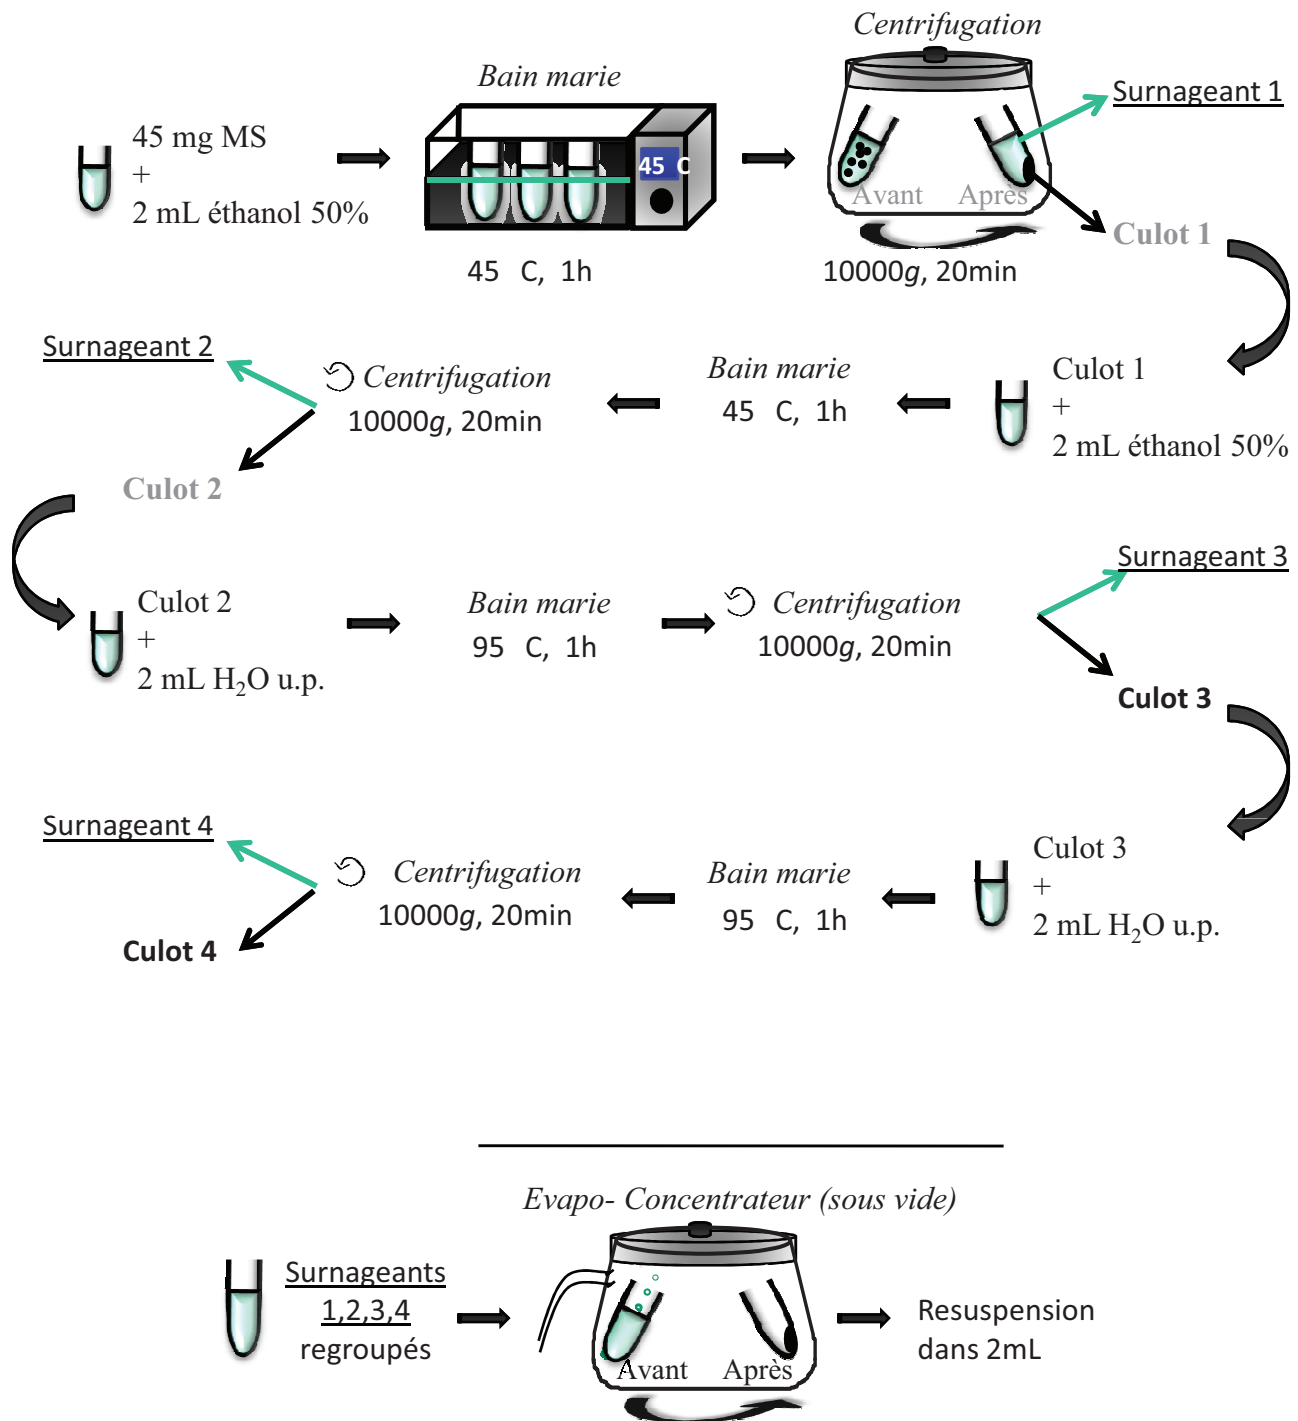 Centrifugation
Bain marie
Surnageant 1
45 mg MS
+
2 mL éthanol 50%
45 C
Avant
Après
Culot 1
45 C, 1h
10000g, 20min
Surnageant 2
Centrifugation
10000g, 20min
Bain marie
45 C, 1h
Culot 1
+
2 mL éthanol 50%
Culot 2
Surnageant 3
Culot 2
+
2 mL H₂O u.p.
Bain marie
95 C, 1h
Centrifugation
10000g, 20min
Culot 3
Surnageant 4
Centrifugation
10000g, 20min
Bain marie
95 C, 1h
Culot 3
+
2 mL H₂O u.p.
Culot 4
Evapo- Concentrateur (sous vide)
Surnageants
1,2,3,4
regroupés
Avant
Après
Resuspension
dans 2mL